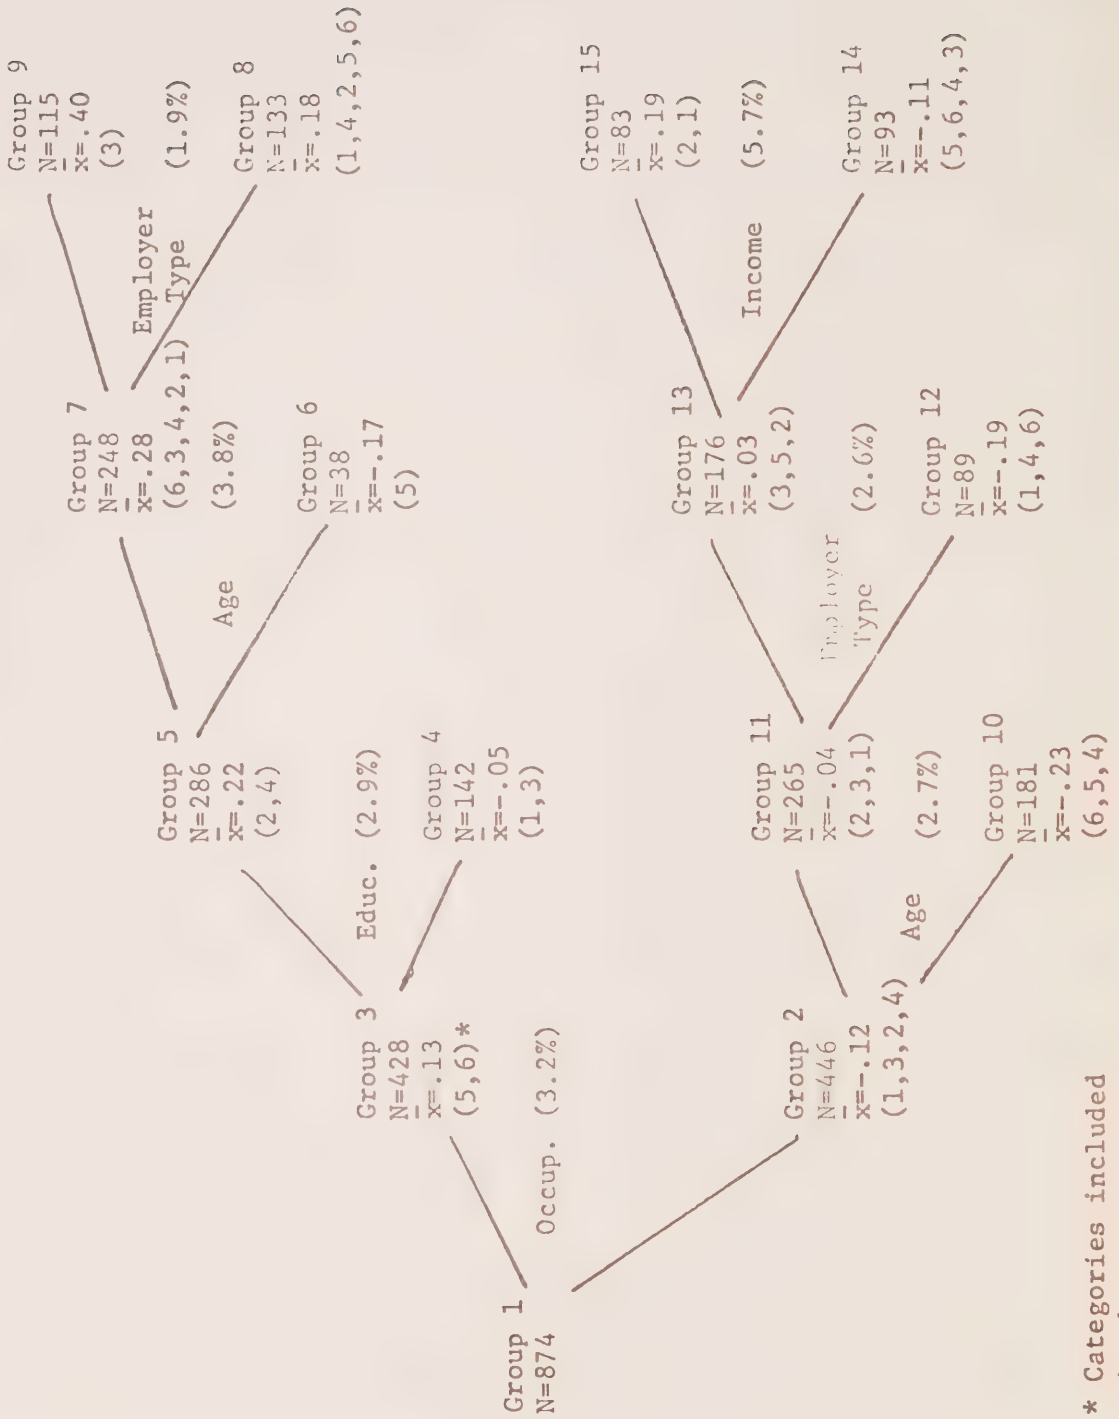 Group 1
N=874
Occup. (3.2%)
Group 3
N=428
x=.13
(5,6)*
Educ. (2.9%)
Group 2
N=446
x=-.12
(1,3,2,4)
Age
(2.7%)
Group 5
N=286
x=.22
(2,4)
Age
(3.8%)
Group 4
N=142
x=-.05
(1,3)
Group 11
N=265
x=-.04
(2,3,1)
Employer
Type
(2.6%)
Group 10
N=181
x=-.23
(6,5,4)
Group 7
N=248
x=.28
(6,3,4,2,1)
Employer
Type
(1.9%)
Group 6
N=38
x=-.17
(5)
Group 13
N=176
x=.03
(3,5,2)
Income
(5.7%)
Group 12
N=89
x=-.19
(1,4,6)
Group 9
N=115
x=.40
(3)
Group 8
N=133
x=.18
(1,4,2,5,6)
Group 15
N=83
x=.19
(2,1)
Group 14
N=93
x=-.11
(5,6,4,3)
* Categories included